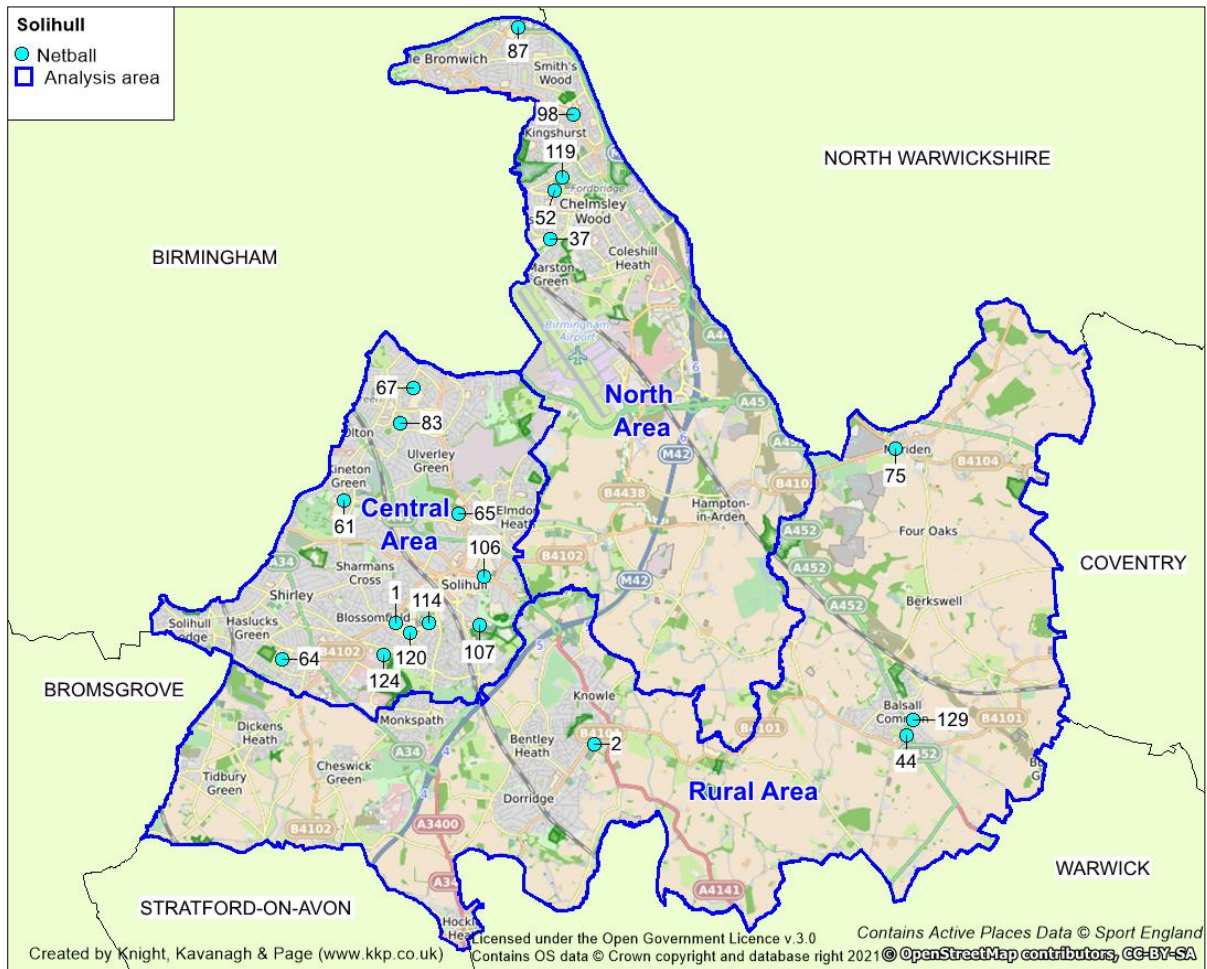 Solihull
Netball
Analysis area
87
Smith's
Wood
98
Kingshurst
119
NORTH WARWICKSHIRE
Fordbridge
52
Chelmsley
Wood
37
BIRMINGHAM
Coleshill
Heath
Marston
Green
Birmingham
Airport
67
North
Area
A45
83
Ulverley
Green
M42
75
B4104
B4438
61
Central
Area
65
Elmdon
Heath
Hampton-
in-Arden
Four Oaks
106
B4102
A452
A34
Sharmans
Cross
Solihull
M42
A452
COVENTRY
Shirley
1
114
A452
Berkswell
Haslucks
Green
Blossomfield
107
64
B4102
120
124
BROMSGROVE
Monkspath
Knowle
Balsall
Common
129
B4101
Dickens
Heath
Bentley
Heath
2
44
A34
Cheswick
Green
Tidbury
Green
Dorridge
Rural Area
B4102
A3400
WARWICK
A4141
STRATFORD-ON-AVON
Created by Knight, Kavanagh & Page (www.kkp.co.uk)
Licensed under the Open Government Licence v.3.0
Contains OS data © Crown copyright and database right 2021
Contains Active Places Data © Sport England
© OpenStreetMap contributors, CC-BY-SA